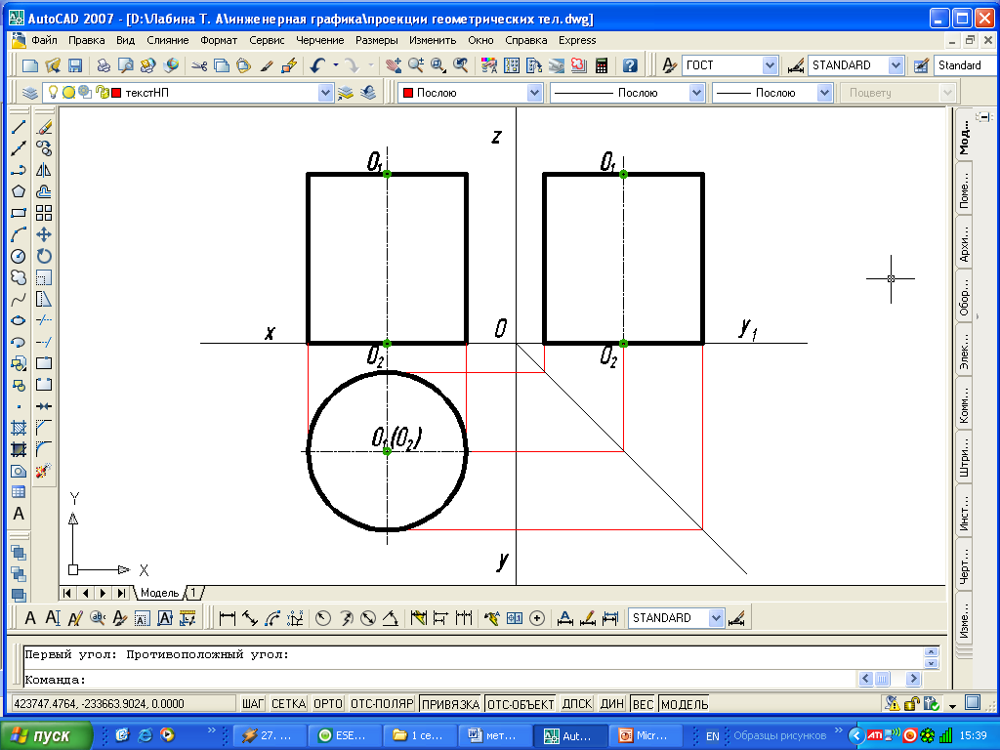 AutoCAD 2007 - [D:\Лабина Т. А\инженерная графика\проекции геометрических тел.dwg]
Файл Правка Вид Слияние Формат Сервис Черчение Размеры Изменить Окно Справка Express
ГОСТ STANDARD Standard
текстНП Послою Послою Послою Поцвету
z
O1 O1
x O y1
O2 O2
O1(O2)
y
Y
X
Мод...
Поме...
Архи...
Обор...
Элек...
Комм...
Штри...
Инст...
Черт...
Изме...
Модель 1
STANDARD
Первый угол: Противоположный угол:
Команда:
423747.4764, -233663.9024, 0.0000 ШАГ СЕТКА ОРТО ОТС-ПОЛЯР ПРИВЯЗКА ОТС-ОБЪЕКТ ДПСК ДИН ВЕС МОДЕЛЬ
пуск 27. ... ESE... 1 се... мет... Aut... Micr... EN Образцы рисунков 15:39